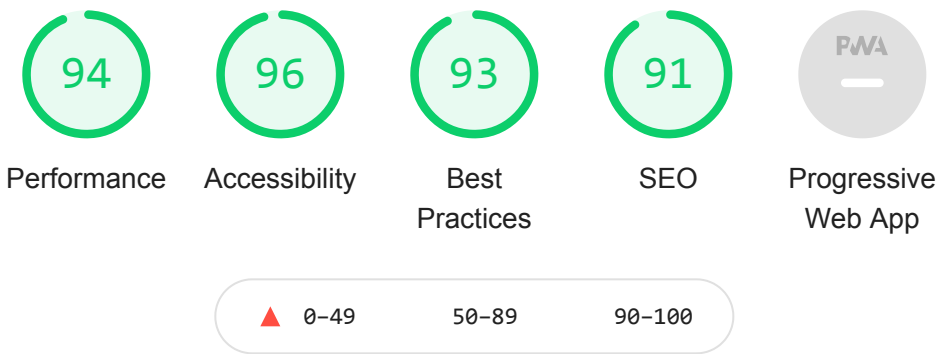 94 96 93 91 PWA
Performance Accessibility Best Practices SEO Progressive Web App
0–49 50–89 90–100